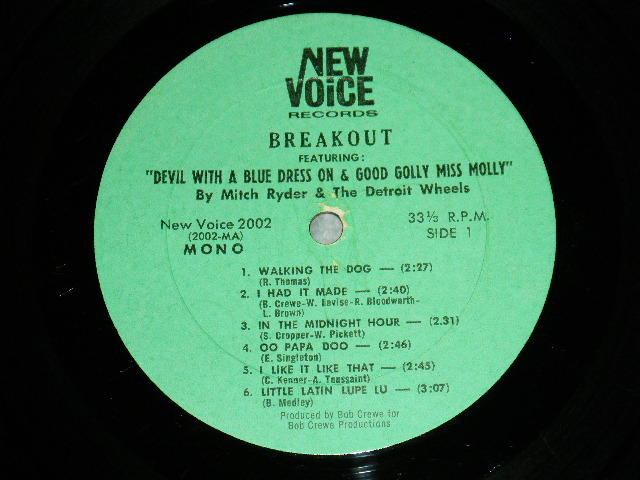 NEW
VOiCE
RECORDS
BREAKOUT
FEATURING:
"DEVIL WITH A BLUE DRESS ON & GOOD GOLLY MISS MOLLY"
By Mitch Ryder & The Detroit Wheels
New Voice 2002
(2002-MA)
MONO
33⅓ R.P.M.
SIDE 1
1. WALKING THE DOG — (2:27)
(R. Thomas)
2. I HAD IT MADE — (2:40)
(B. Crewe-W. Levise-R. Bloodworth-
L. Brown)
3. IN THE MIDNIGHT HOUR — (2.31)
(S. Cropper-W. Pickett)
4. OO PAPA DOO — (2:46)
(E. Singleton)
5. I LIKE IT LIKE THAT — (2:45)
(C. Kenner-A. Toussaint)
6. LITTLE LATIN LUPE LU — (3:07)
(B. Medley)
Produced by Bob Crewe for
Bob Crewe Productions